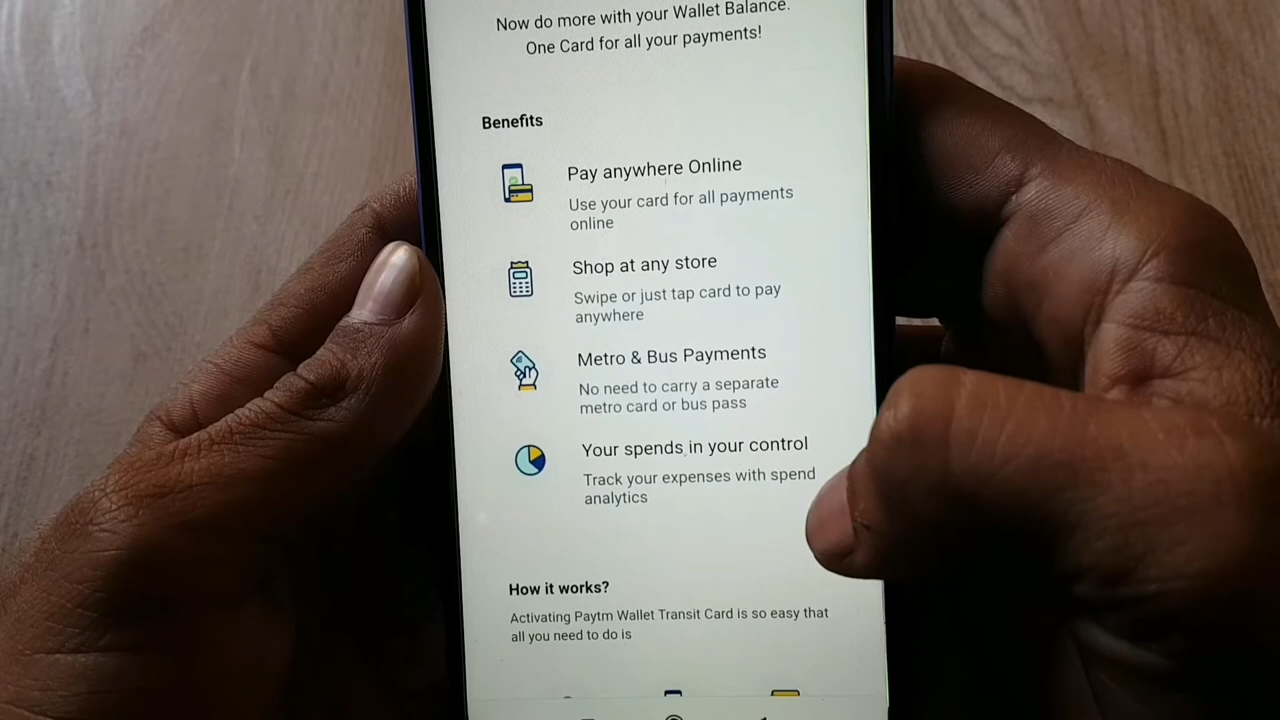 Now do more with your Wallet Balance.
One Card for all your payments!
Benefits
Pay anywhere Online
Use your card for all payments
online
Shop at any store
Swipe or just tap card to pay
anywhere
Metro & Bus Payments
No need to carry a separate
metro card or bus pass
Your spends in your control
Track your expenses with spend
analytics
How it works?
Activating Paytm Wallet Transit Card is so easy that
all you need to do is